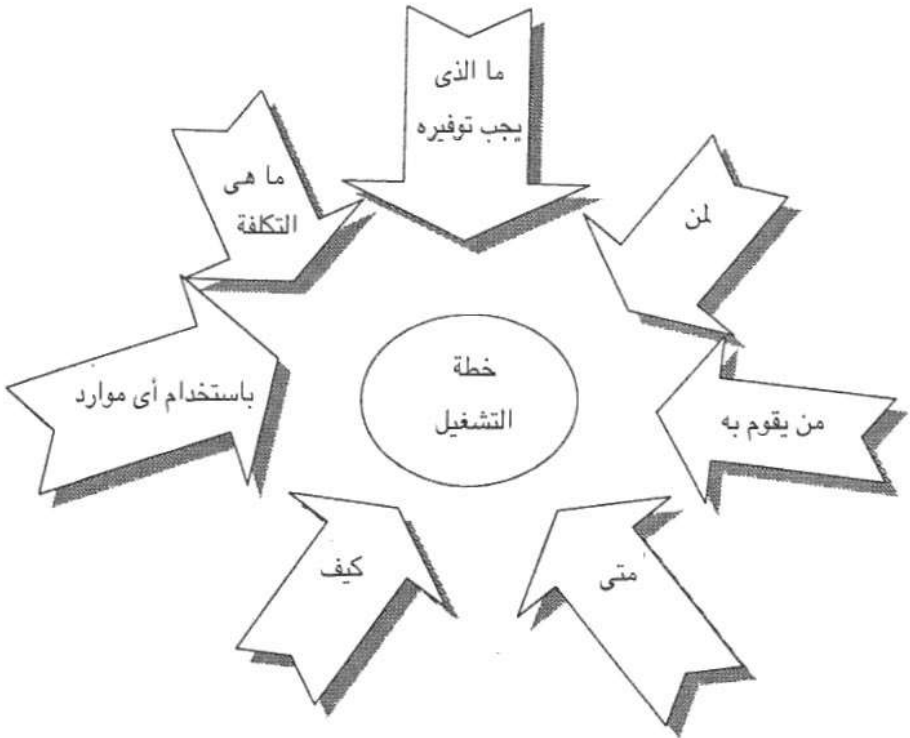 ما الذى
يجب توفيره
لمن
من يقوم به
متى
كيف
باستخدام أى موارد
ما هى
التكلفة
خطة
التشغيل